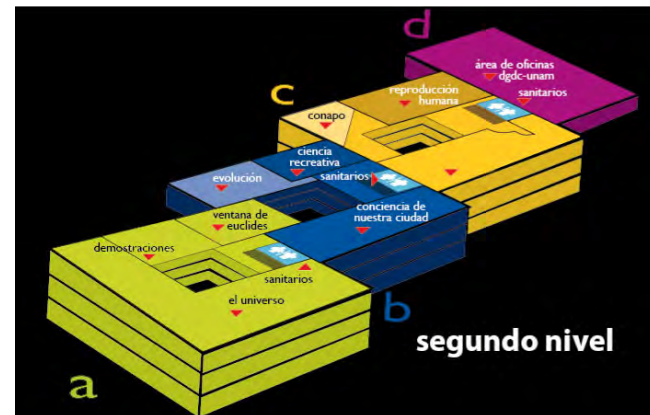 d
área de oficinas
dgdc-unam
sanitarios
c
reproducción
humana
conapo
ciencia
recreativa
sanitarios
evolución
conciencia de
nuestra ciudad
ventana de
euclides
demostraciones
sanitarios
el universo
b
segundo nivel
a